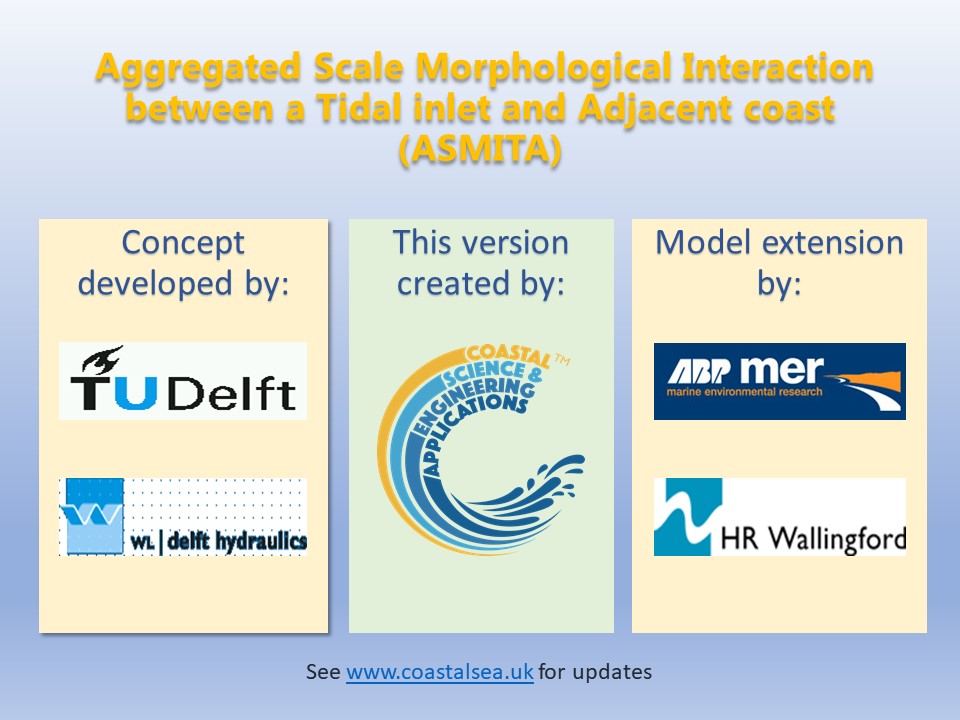 Aggregated Scale Morphological Interaction
between a Tidal inlet and Adjacent coast
(ASMITA)
Concept
developed by:
TU Delft
WL | delft hydraulics
This version
created by:
COASTAL™
SCIENCE &
ENGINEERING
APPLICATIONS
Model extension
by:
ABP mer
marine environmental research
HR Wallingford
See www.coastalsea.uk for updates